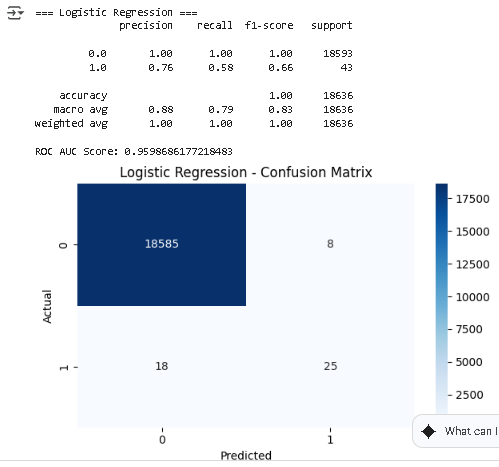 === Logistic Regression ===
precision recall f1-score support
0.0 1.00 1.00 1.00 18593
1.0 0.76 0.58 0.66 43
accuracy 1.00 18636
macro avg 0.88 0.79 0.83 18636
weighted avg 1.00 1.00 1.00 18636
ROC AUC Score: 0.9598686177218483
Logistic Regression - Confusion Matrix
0 18585 8
1 18 25
Actual
0 1
Predicted
17500
15000
12500
10000
7500
5000
2500
What can I